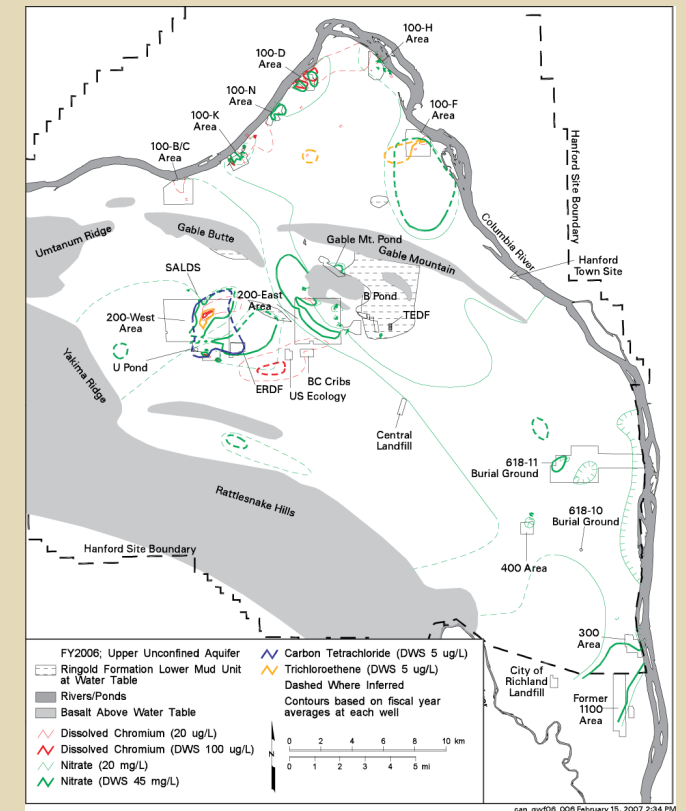 100-H
Area
100-D
Area
100-N
Area
100-F
Area
100-K
Area
100-B/C
Area
Hanford Site Boundary
Columbia River
Umtanum Ridge
Gable Butte
Gable Mt. Pond
Gable Mountain
Hanford
Town Site
SALDS
200-East
Area
B Pond
200-West
Area
TEDF
U Pond
Yakima Ridge
ERDF
BC Cribs
US Ecology
Central
Landfill
618-11
Burial Ground
Rattlesnake Hills
618-10
Burial Ground
Hanford Site Boundary
400 Area
300
Area
City of
Richland
Landfill
Former
1100
Area
FY2006; Upper Unconfined Aquifer
Ringold Formation Lower Mud Unit
at Water Table
Rivers/Ponds
Basalt Above Water Table
Dissolved Chromium (20 ug/L)
Dissolved Chromium (DWS 100 ug/L)
Nitrate (20 mg/L)
Nitrate (DWS 45 mg/L)
Carbon Tetrachloride (DWS 5 ug/L)
Trichloroethene (DWS 5 ug/L)
Dashed Where Inferred
Contours based on fiscal year
averages at each well
N
0 2 4 6 8 10 km
0 1 2 3 4 5 mi
can_gwf06_006 February 15, 2007 2:34 PM